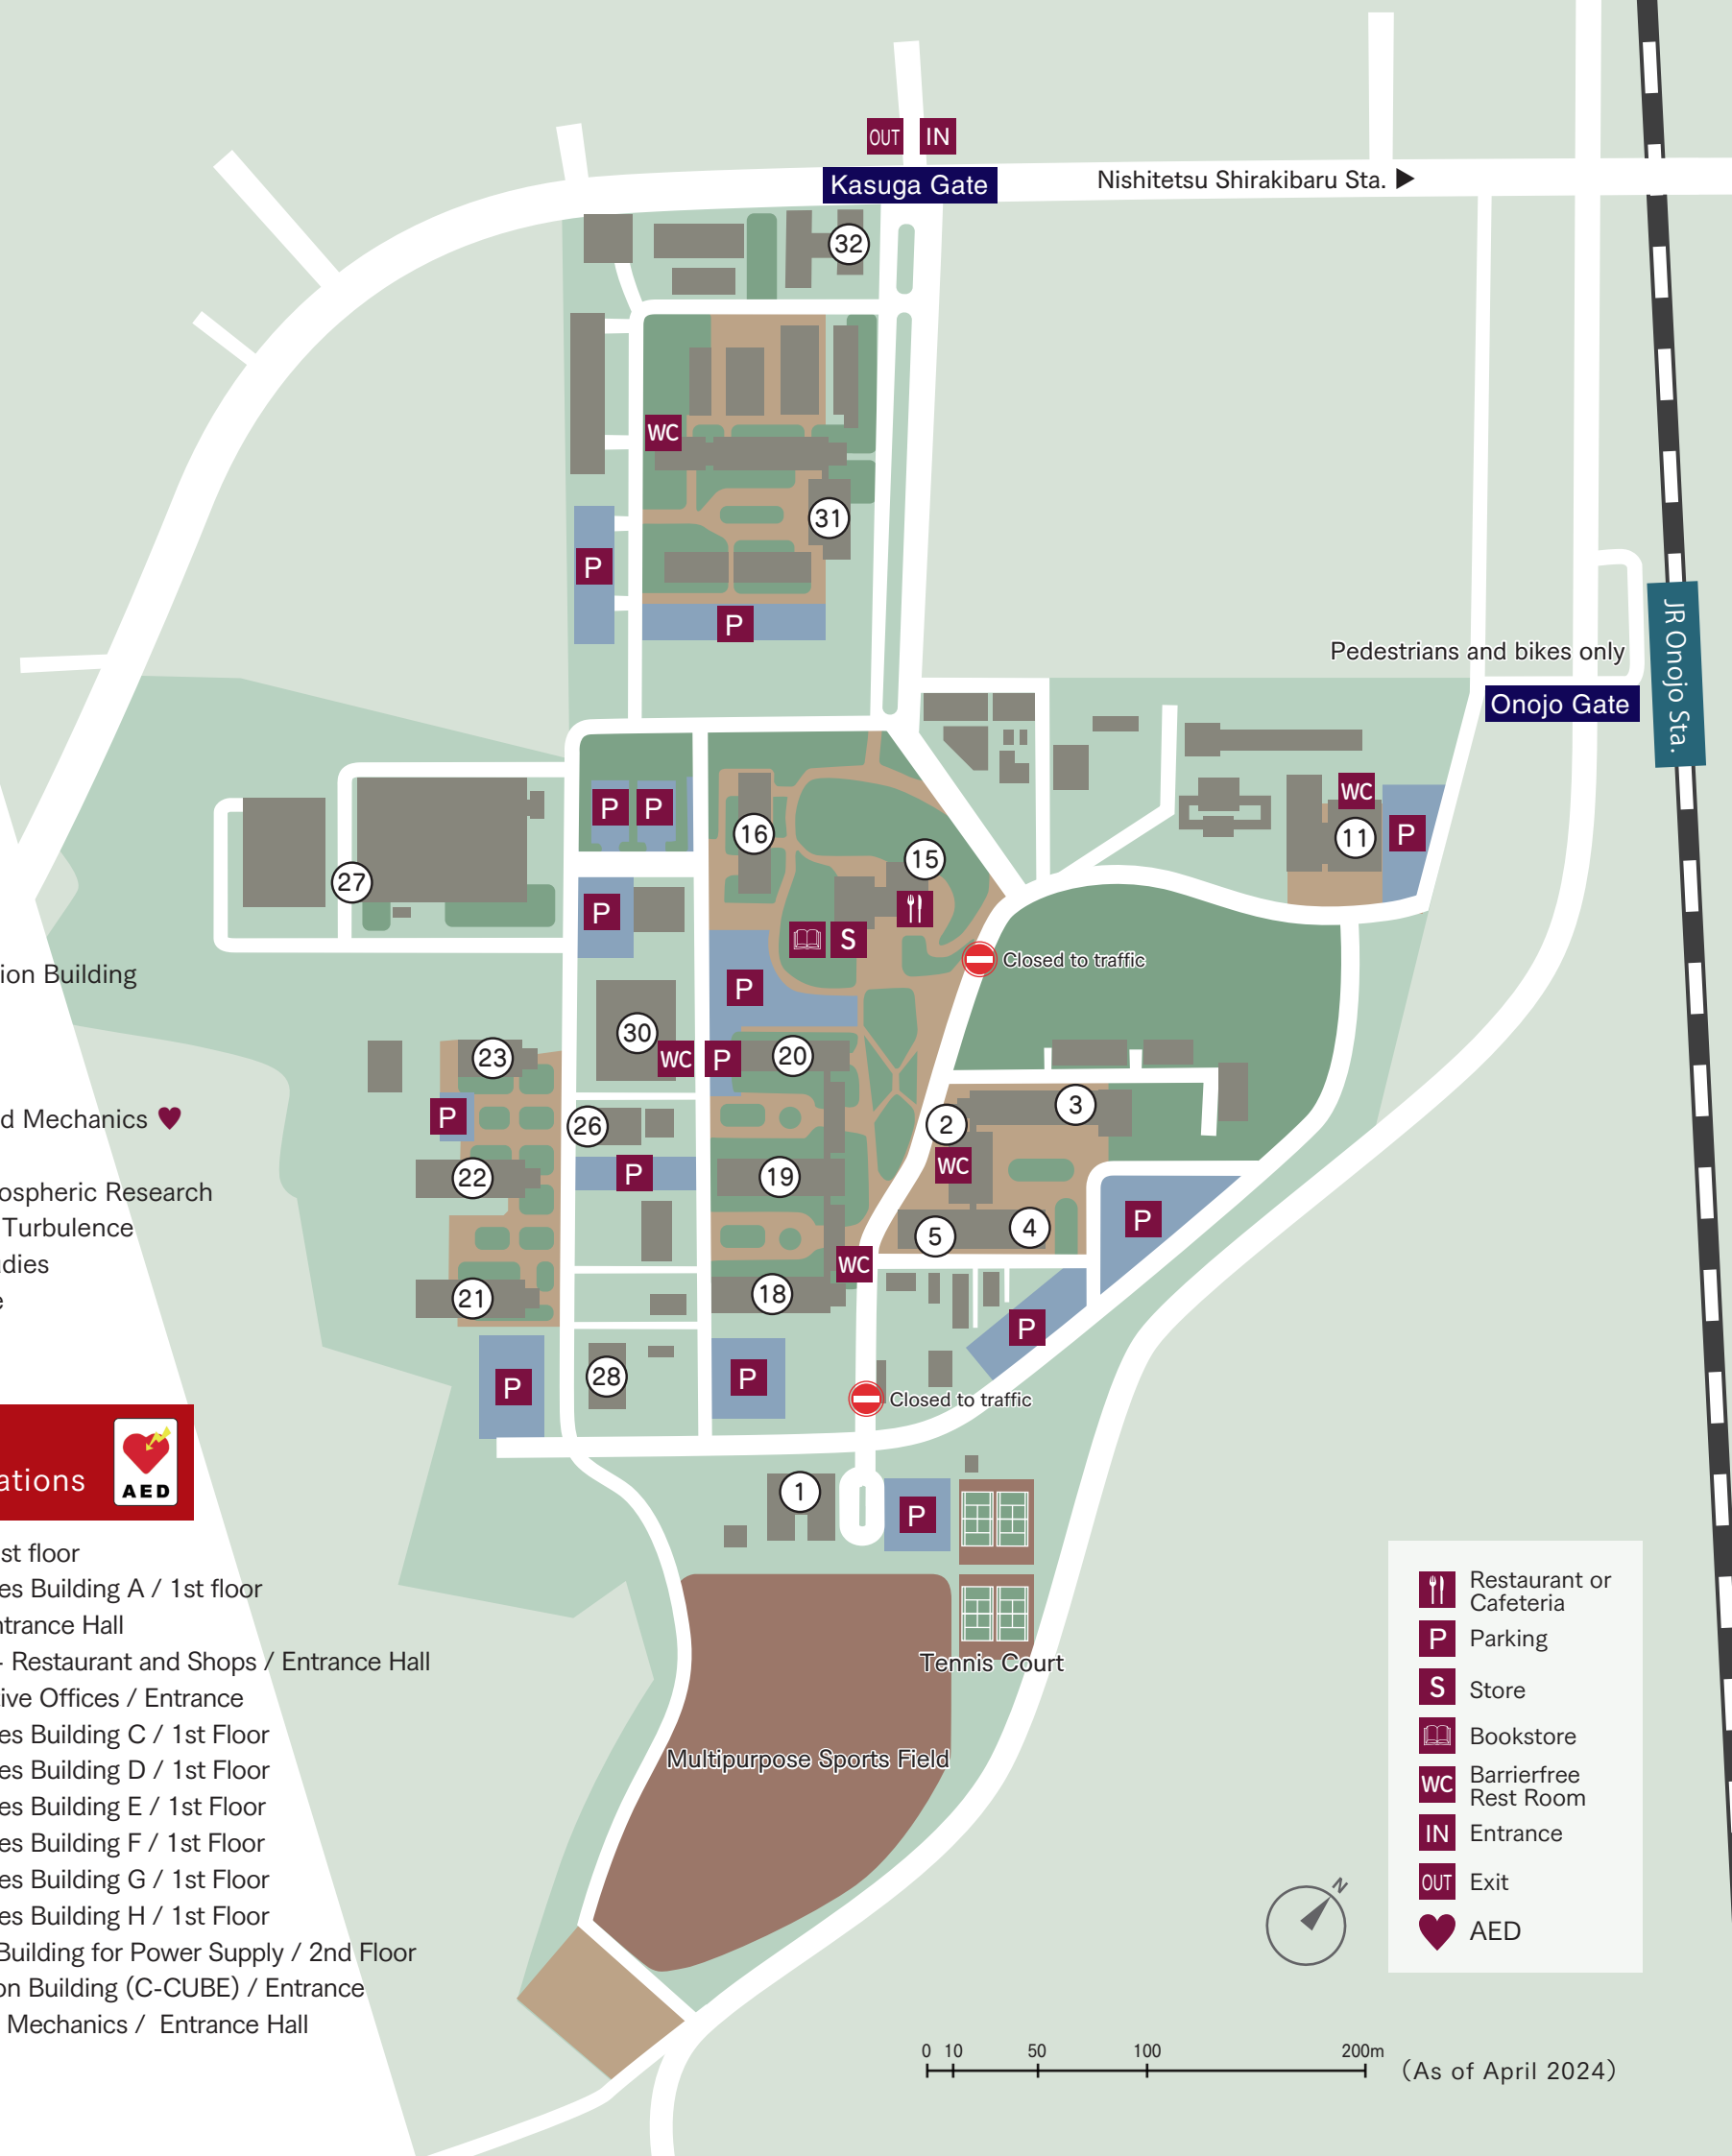 OUT
IN
Kasuga Gate
Nishitetsu Shirakibaru Sta. ▶
32
WC
31
P
P
Pedestrians and bikes only
JR Onojo Sta.
Onojo Gate
P
P
16
15
WC
11
P
27
P
S
Closed to traffic
ion Building
P
30
23
WC
P
20
P
26
2
3
d Mechanics
22
P
19
WC
ospheric Research
5
4
P
Turbulence
WC
dies
21
18
e
P
P
28
P
Closed to traffic
ations
AED
1
P
st floor
es Building A / 1st floor
ntrance Hall
- Restaurant and Shops / Entrance Hall
Tennis Court
tive Offices / Entrance
es Building C / 1st Floor
Multipurpose Sports Field
es Building D / 1st Floor
es Building E / 1st Floor
es Building F / 1st Floor
es Building G / 1st Floor
es Building H / 1st Floor
Building for Power Supply / 2nd Floor
on Building (C-CUBE) / Entrance
Mechanics / Entrance Hall
Restaurant or
Cafeteria
P Parking
S Store
Bookstore
WC Barrierfree
Rest Room
IN Entrance
OUT Exit
AED
N
0 10 50 100 200m
(As of April 2024)